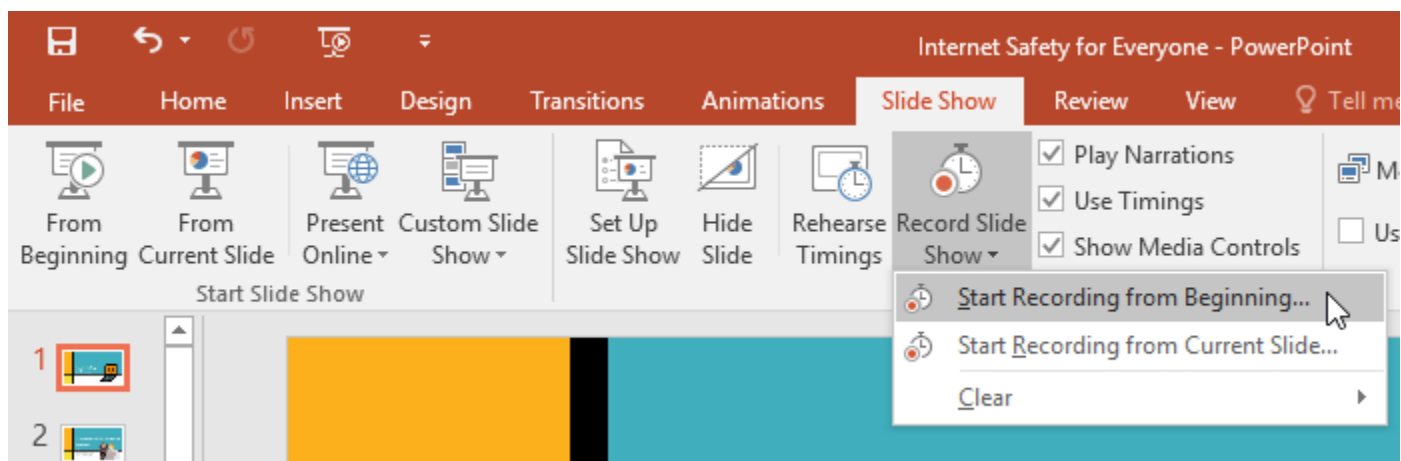 Internet Safety for Everyone - PowerPoint
File Home Insert Design Transitions Animations Slide Show Review View Tell me
From Beginning
From Current Slide
Present Online
Custom Slide Show
Set Up Slide Show
Hide Slide
Rehearse Timings
Record Slide Show
Play Narrations
Use Timings
Show Media Controls
Start Slide Show
Start Recording from Beginning...
Start Recording from Current Slide...
Clear
1
2